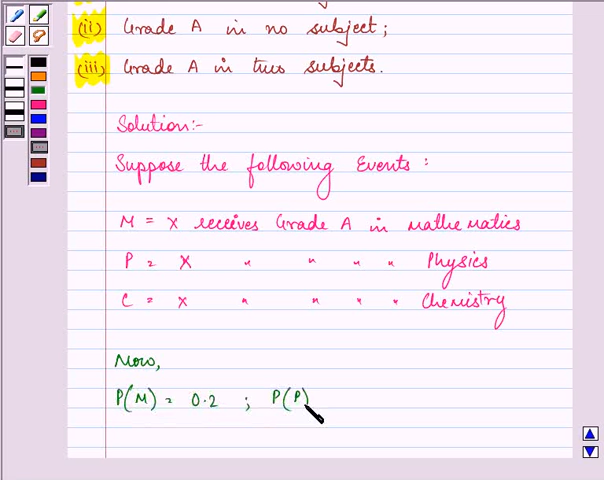 (ii) Grade A in no subject;
(iii) Grade A in two subjects.
Solution:-
Suppose the following Events :
M = X receives Grade A in Mathematics
P = X " " " " Physics
C = X " " " " Chemistry
Now,
P(M) = 0.2 ; P(P)